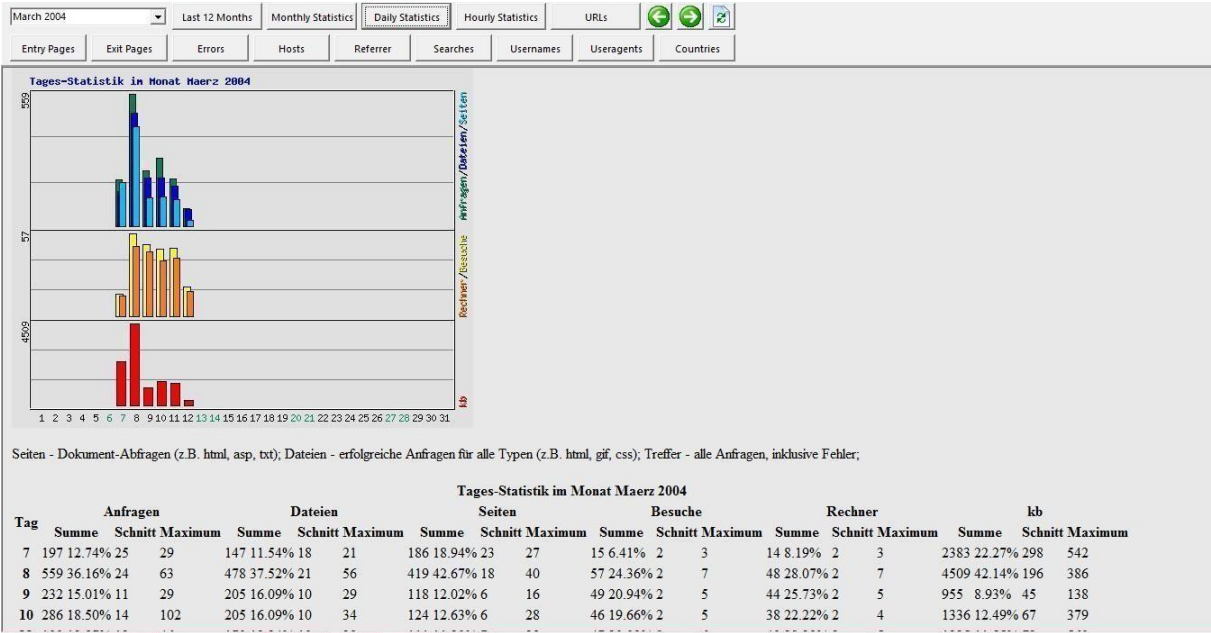 March 2004 Last 12 Months Monthly Statistics Daily Statistics Hourly Statistics URLs
Entry Pages Exit Pages Errors Hosts Referrer Searches Usernames Useragents Countries
Tages-Statistik im Monat Maerz 2004
559
Anfragen/Dateien/Seiten
57
Rechner/Besuche
4509
kb
1 2 3 4 5 6 7 8 9 10 11 12 13 14 15 16 17 18 19 20 21 22 23 24 25 26 27 28 29 30 31
Seiten - Dokument-Abfragen (z.B. html, asp, txt); Dateien - erfolgreiche Anfragen für alle Typen (z.B. html, gif, css); Treffer - alle Anfragen, inklusive Fehler;
Tages-Statistik im Monat Maerz 2004
Tag Anfragen Dateien Seiten Besuche Rechner kb
Summe Schnitt Maximum Summe Schnitt Maximum Summe Schnitt Maximum Summe Schnitt Maximum Summe Schnitt Maximum Summe Schnitt Maximum
7 197 12.74% 25 29 147 11.54% 18 21 186 18.94% 23 27 15 6.41% 2 3 14 8.19% 2 3 2383 22.27% 298 542
8 559 36.16% 24 63 478 37.52% 21 56 419 42.67% 18 40 57 24.36% 2 7 48 28.07% 2 7 4509 42.14% 196 386
9 232 15.01% 11 29 205 16.09% 10 29 118 12.02% 6 16 49 20.94% 2 5 44 25.73% 2 5 955 8.93% 45 138
10 286 18.50% 14 102 205 16.09% 10 34 124 12.63% 6 28 46 19.66% 2 5 38 22.22% 2 4 1336 12.49% 67 379